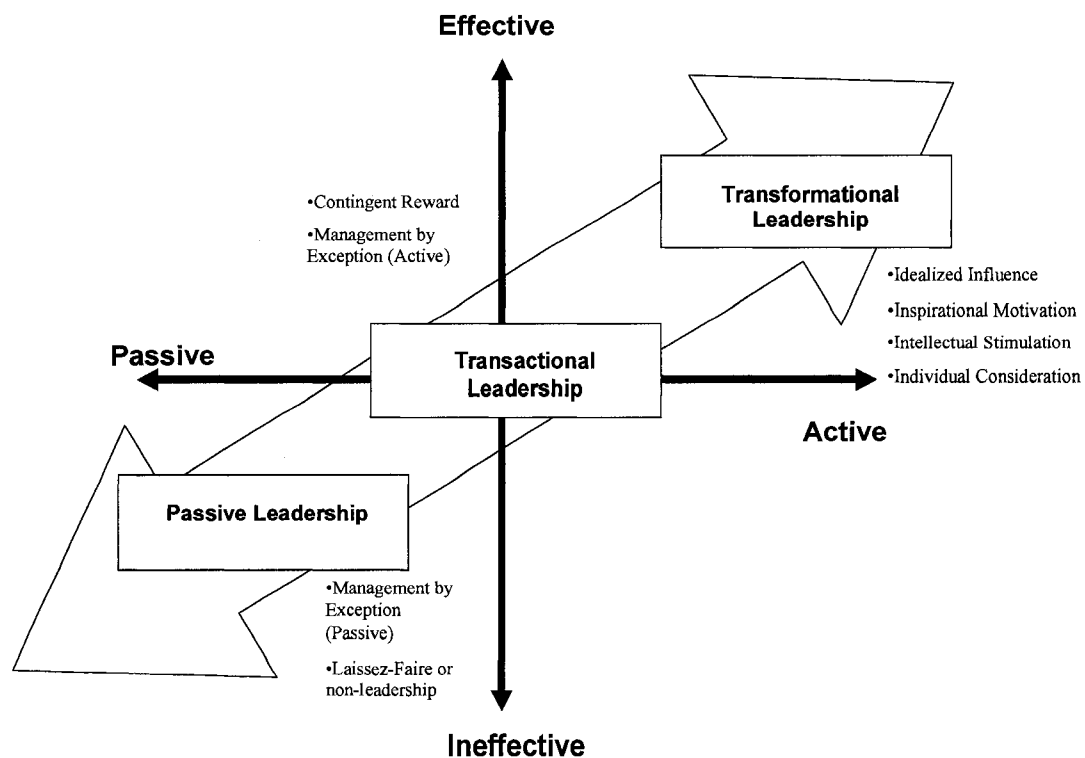 Effective
•Contingent Reward
•Management by
Exception (Active)
Transformational
Leadership
•Idealized Influence
•Inspirational Motivation
•Intellectual Stimulation
•Individual Consideration
Passive
Transactional
Leadership
Active
Passive Leadership
•Management by
Exception
(Passive)
•Laissez-Faire or
non-leadership
Ineffective